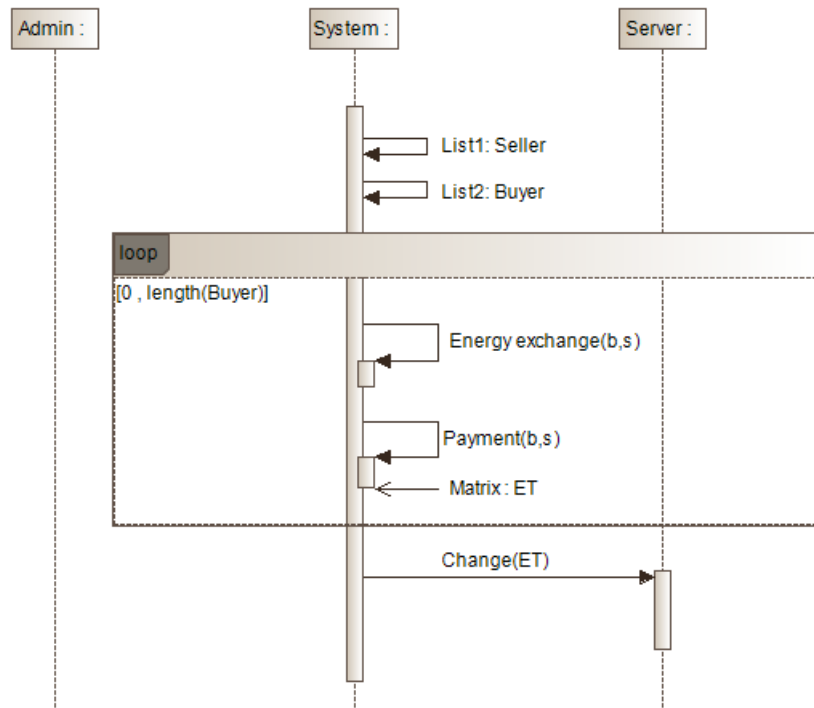 Admin :
System :
Server :
List1: Seller
List2: Buyer
loop
[0 , length(Buyer)]
Energy exchange(b,s)
Payment(b,s)
Matrix : ET
Change(ET)